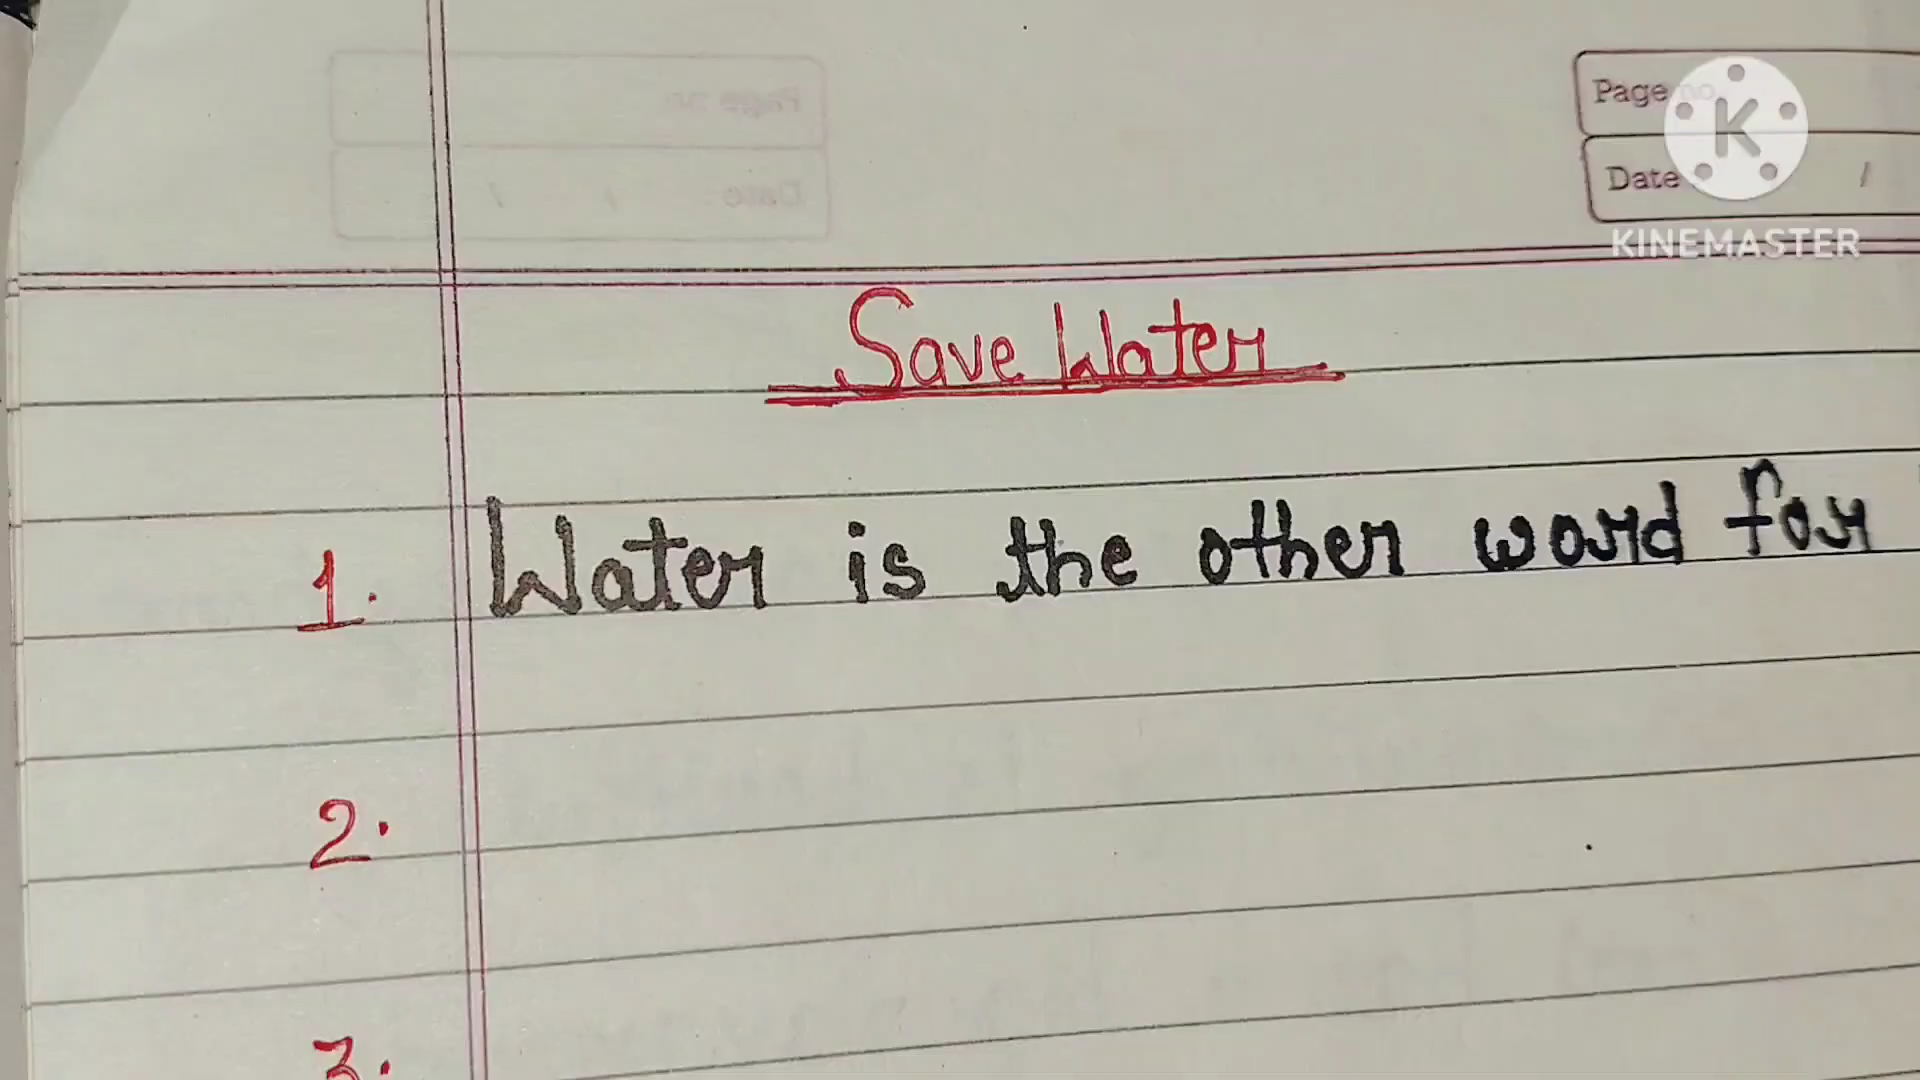 Page no.
Date /
KINEMASTER
Save Water
1. Water is the other word for
2.
3.